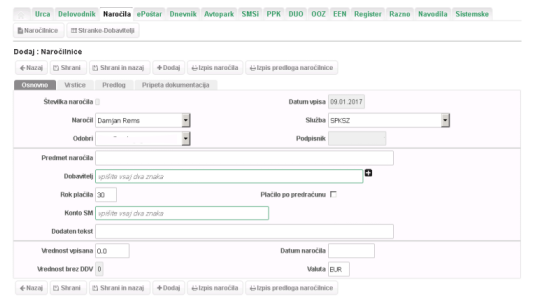 Urca Delovodnik Naročila ePoštar Dnevnik Avtopark SMSi PPK DUO OOZ EEN Register Razno Navodila Sistemske
Naročilnice Stranke-Dobavitelj
Dodaj : Naročilnice
Nazaj Shrani Shrani in nazaj Dodaj Izpis naročila Izpis predloga naročilnice
Osnovno Vrstice Predlog Pripeta dokumentacija
Številka naročila Datum vpisa 09.01.2017
Naročil Damjan Rems Služba SPKSZ
Odobri Podpisnik
Predmet naročila
Dobavitelj vpišite vsaj dva znaka
Rok plačila 30 Plačilo po predračunu
Konto SM vpišite vsaj dva znaka
Dodaten tekst
Vrednost vpisana 0.0 Datum naročila
Vrednost brez DDV 0 Valuta EUR
Nazaj Shrani Shrani in nazaj Dodaj Izpis naročila Izpis predloga naročilnice